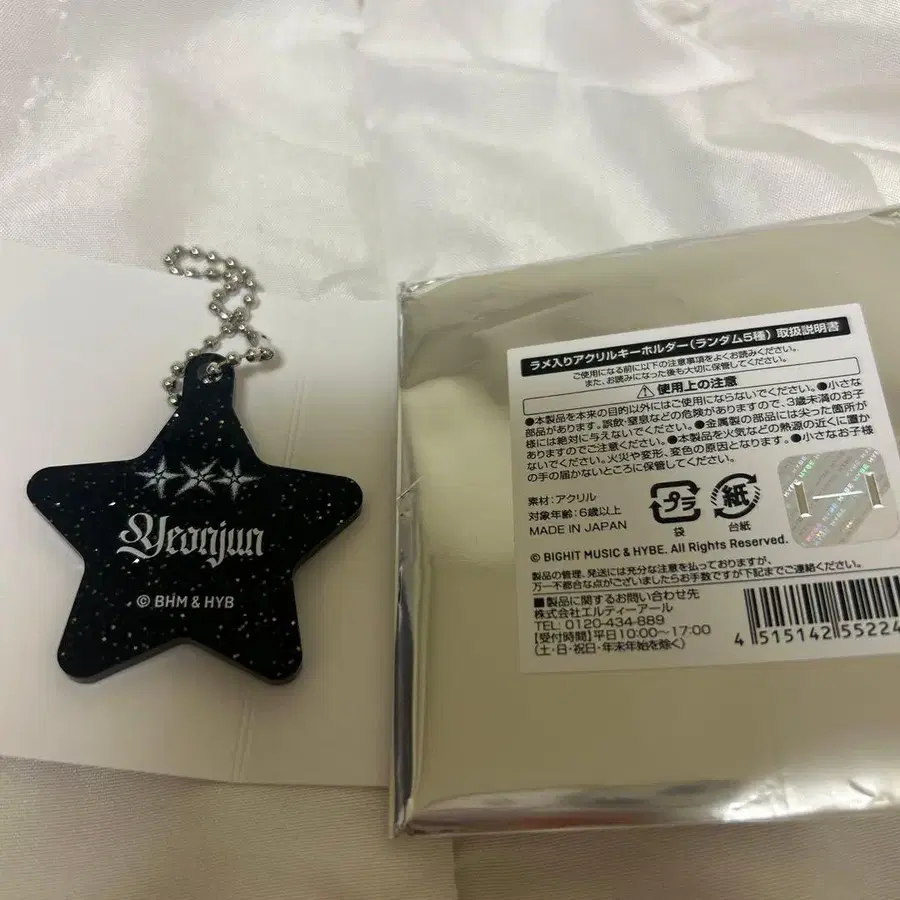 Yeonjun
© BHM & HYB
ラメ入りアクリルキーホルダー(ランダム5種) 取扱説明書
ご使用になる前に以下の注意事項をよくお読みください。
また、お読みになった後も大切に保管してください。
使用上の注意
●本製品を本来の目的以外にはご使用にならないでください。●小さな
部品があります。誤飲・窒息などの危険がありますので、3歳未満のお子
様には絶対に与えないでください。●金属製の部品には尖った箇所が
ありますのでご注意ください。●本製品を火気などの熱源の近くに置か
ないでください。火災や変形、変色の原因となります。●小さなお子様
の手の届かないところに保管してください。
素材:アクリル
対象年齢:6歳以上
MADE IN JAPAN
プラ
袋
紙
台紙
HYBE
© BIGHIT MUSIC & HYBE. All Rights Reserved.
製品の管理、発送には充分な注意を払っておりますが、
万一不都合な点がございましたらお手数ですが下記までご連絡ください。
■製品に関するお問い合わせ先
株式会社エルティーアール
TEL: 0120-434-889
【受付時間】平日10:00~17:00
(土・日・祝日・年末年始を除く)
4 515142 55224